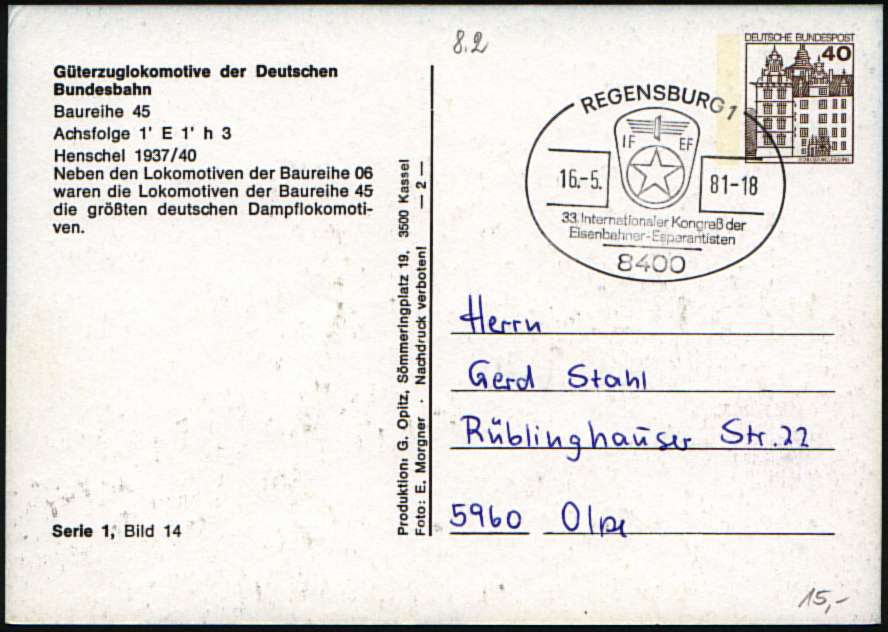 8.2
Güterzuglokomotive der Deutschen
Bundesbahn
Baureihe 45
Achsfolge 1' E 1' h 3
Henschel 1937/40
Neben den Lokomotiven der Baureihe 06
waren die Lokomotiven der Baureihe 45
die größten deutschen Dampflokomoti-
ven.
Serie 1, Bild 14
Produktion: G. Opitz, Sömmeringplatz 19, 3500 Kassel
Foto: E. Morgner · Nachdruck verboten! — 2 —
DEUTSCHE BUNDESPOST
40
REGENSBURG 1
IF EF
16.-5. 81-18
33. Internationaler Kongreß der
Eisenbahner-Esperantisten
8400
Herrn
Gerd Stahl
Rüblinghauser Str. 22
5960 Olpe
15,-